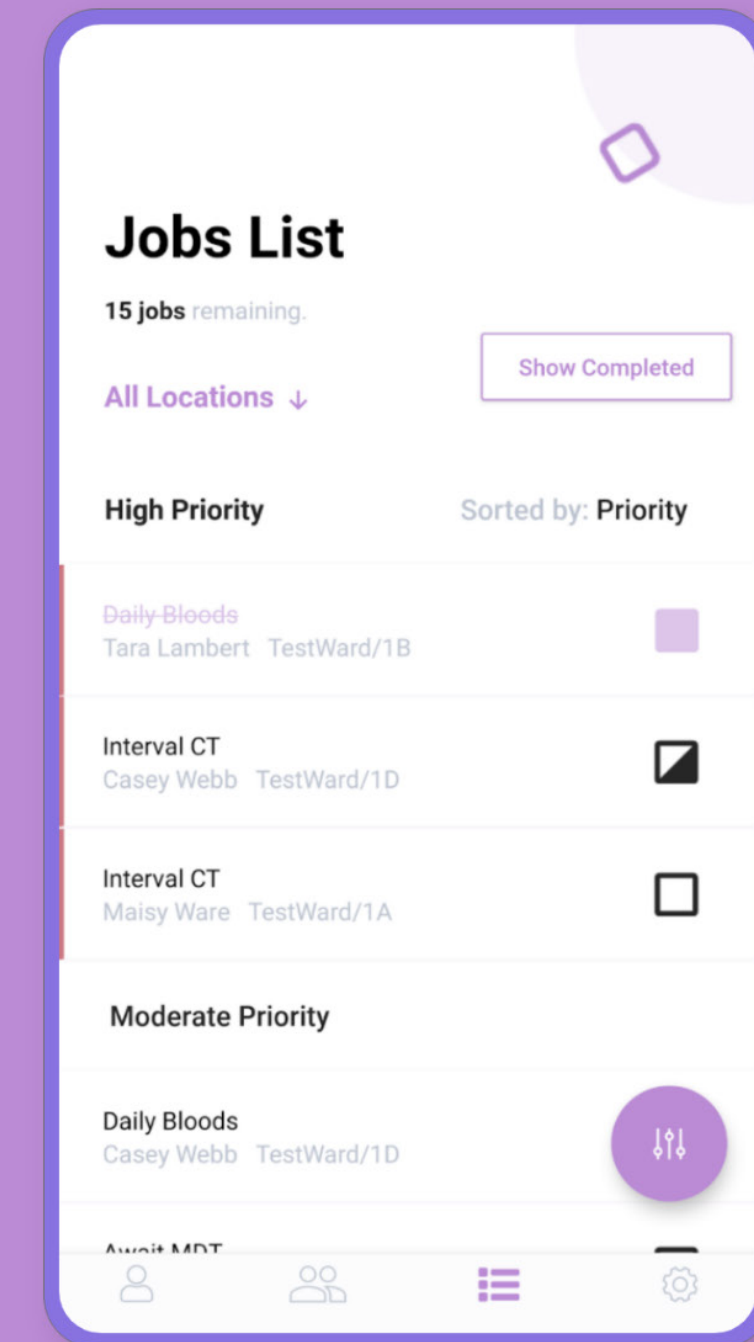 Jobs List
15 jobs remaining.
Show Completed
All Locations ↓
High Priority Sorted by: Priority
Daily Bloods
Tara Lambert TestWard/1B
Interval CT
Casey Webb TestWard/1D
Interval CT
Maisy Ware TestWard/1A
Moderate Priority
Daily Bloods
Casey Webb TestWard/1D
Await MDT